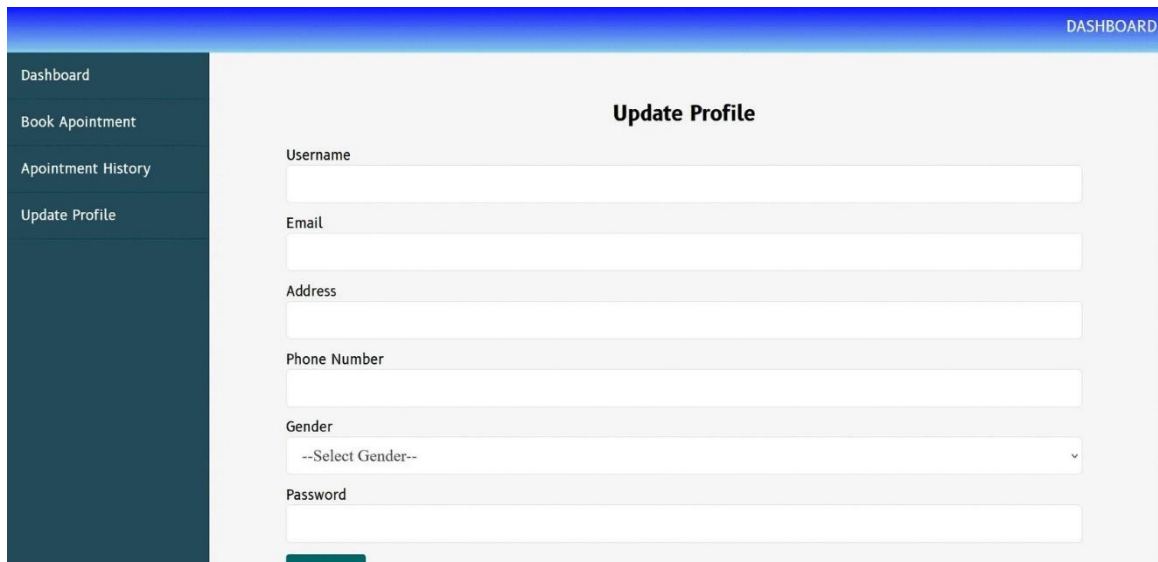 DASHBOARD
Dashboard
Book Apointment
Apointment History
Update Profile
Update Profile
Username
Email
Address
Phone Number
Gender
--Select Gender--
Password